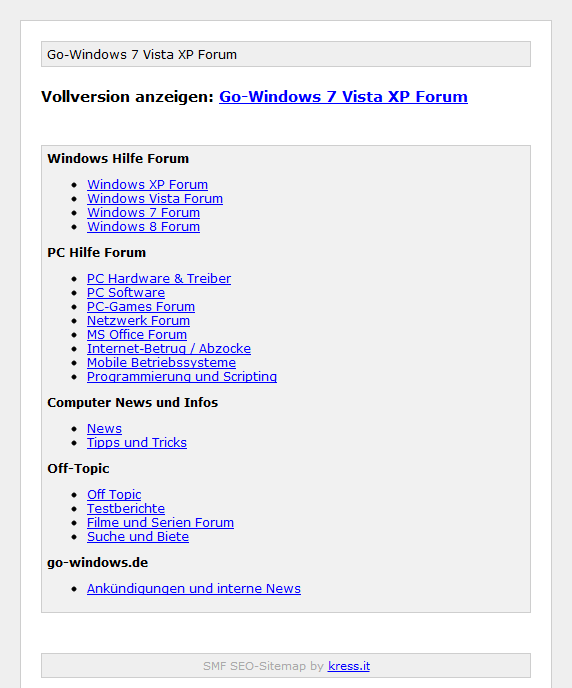 Go-Windows 7 Vista XP Forum
Vollversion anzeigen: Go-Windows 7 Vista XP Forum
Windows Hilfe Forum
Windows XP Forum
Windows Vista Forum
Windows 7 Forum
Windows 8 Forum
PC Hilfe Forum
PC Hardware & Treiber
PC Software
PC-Games Forum
Netzwerk Forum
MS Office Forum
Internet-Betrug / Abzocke
Mobile Betriebssysteme
Programmierung und Scripting
Computer News und Infos
News
Tipps und Tricks
Off-Topic
Off Topic
Testberichte
Filme und Serien Forum
Suche und Biete
go-windows.de
Ankündigungen und interne News
SMF SEO-Sitemap by kress.it